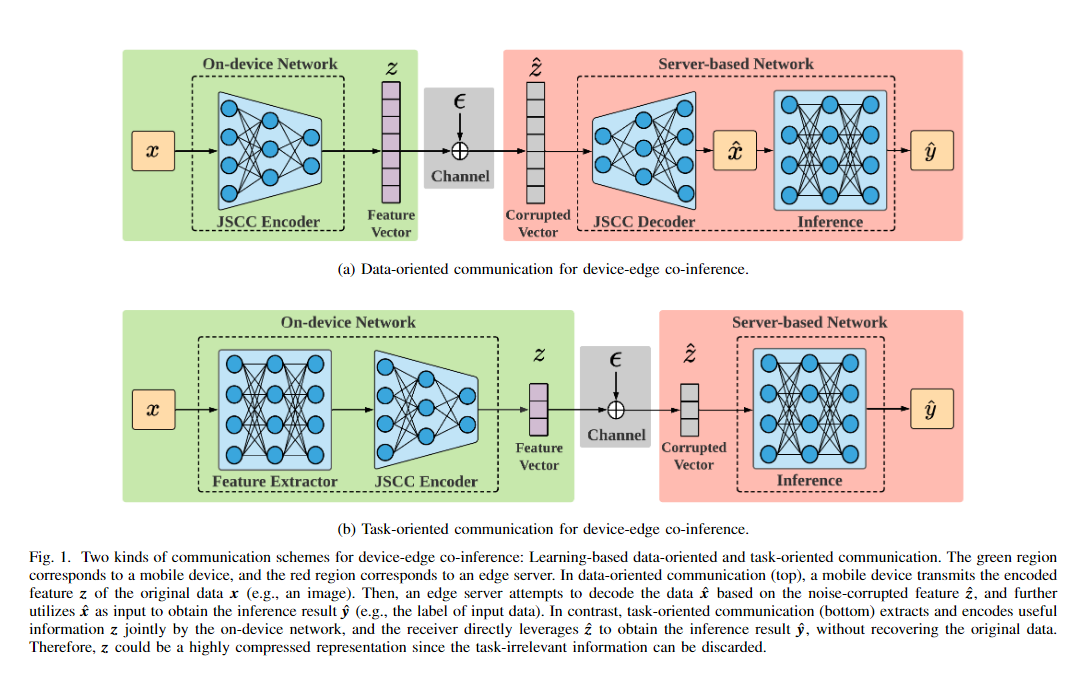 On-device Network
Server-based Network
z
ẑ
ϵ
x
x̂
ŷ
Channel
JSCC Encoder
Feature
Vector
Corrupted
Vector
JSCC Decoder
Inference
(a) Data-oriented communication for device-edge co-inference.
On-device Network
Server-based Network
z
ϵ
ẑ
x
ŷ
Channel
Feature
Vector
Corrupted
Vector
Feature Extractor
JSCC Encoder
Inference
(b) Task-oriented communication for device-edge co-inference.
Fig. 1. Two kinds of communication schemes for device-edge co-inference: Learning-based data-oriented and task-oriented communication. The green region
corresponds to a mobile device, and the red region corresponds to an edge server. In data-oriented communication (top), a mobile device transmits the encoded
feature z of the original data x (e.g., an image). Then, an edge server attempts to decode the data x̂ based on the noise-corrupted feature ẑ, and further
utilizes x̂ as input to obtain the inference result ŷ (e.g., the label of input data). In contrast, task-oriented communication (bottom) extracts and encodes useful
information z jointly by the on-device network, and the receiver directly leverages ẑ to obtain the inference result ŷ, without recovering the original data.
Therefore, z could be a highly compressed representation since the task-irrelevant information can be discarded.